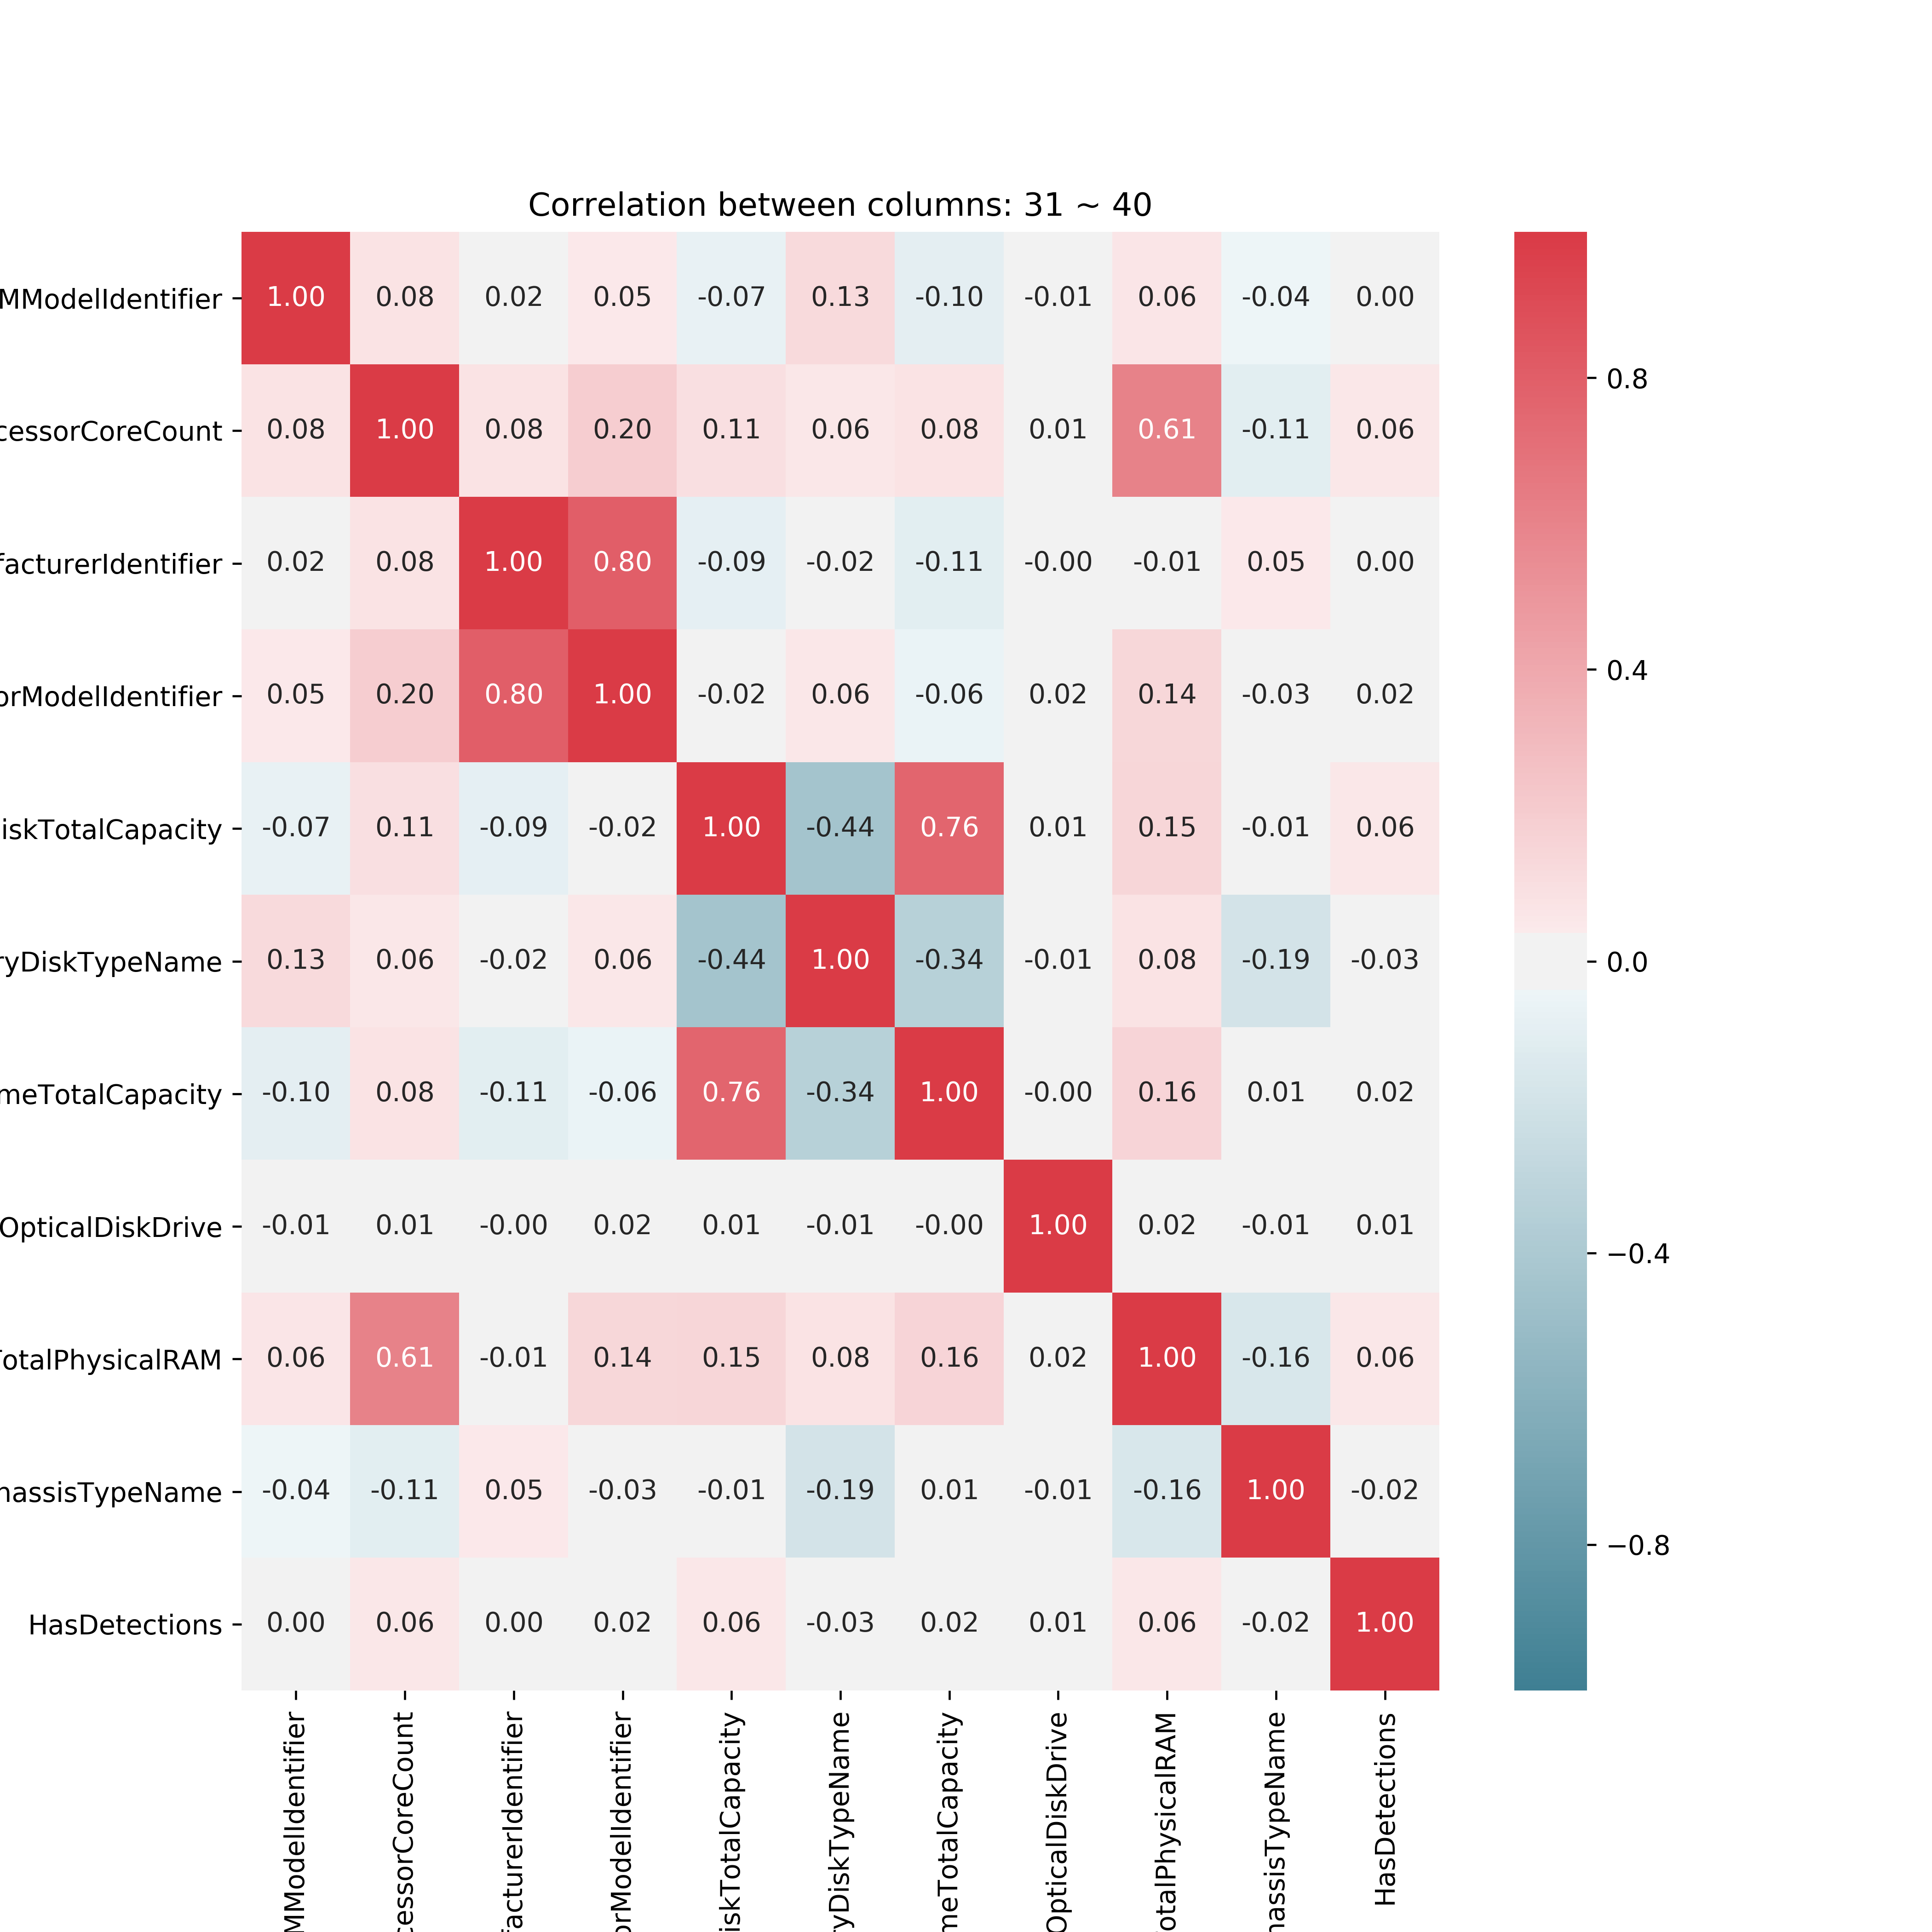 Correlation between columns: 31 ~ 40
MModelIdentifier 1.00 0.08 0.02 0.05 -0.07 0.13 -0.10 -0.01 0.06 -0.04 0.00
cessorCoreCount 0.08 1.00 0.08 0.20 0.11 0.06 0.08 0.01 0.61 -0.11 0.06
facturerIdentifier 0.02 0.08 1.00 0.80 -0.09 -0.02 -0.11 -0.00 -0.01 0.05 0.00
orModelIdentifier 0.05 0.20 0.80 1.00 -0.02 0.06 -0.06 0.02 0.14 -0.03 0.02
iskTotalCapacity -0.07 0.11 -0.09 -0.02 1.00 -0.44 0.76 0.01 0.15 -0.01 0.06
ryDiskTypeName 0.13 0.06 -0.02 0.06 -0.44 1.00 -0.34 -0.01 0.08 -0.19 -0.03
meTotalCapacity -0.10 0.08 -0.11 -0.06 0.76 -0.34 1.00 -0.00 0.16 0.01 0.02
OpticalDiskDrive -0.01 0.01 -0.00 0.02 0.01 -0.01 -0.00 1.00 0.02 -0.01 0.01
TotalPhysicalRAM 0.06 0.61 -0.01 0.14 0.15 0.08 0.16 0.02 1.00 -0.16 0.06
hassisTypeName -0.04 -0.11 0.05 -0.03 -0.01 -0.19 0.01 -0.01 -0.16 1.00 -0.02
HasDetections 0.00 0.06 0.00 0.02 0.06 -0.03 0.02 0.01 0.06 -0.02 1.00
MModelIdentifier
cessorCoreCount
facturerIdentifier
orModelIdentifier
iskTotalCapacity
ryDiskTypeName
meTotalCapacity
OpticalDiskDrive
otalPhysicalRAM
hassisTypeName
HasDetections
0.8
0.4
0.0
−0.4
−0.8